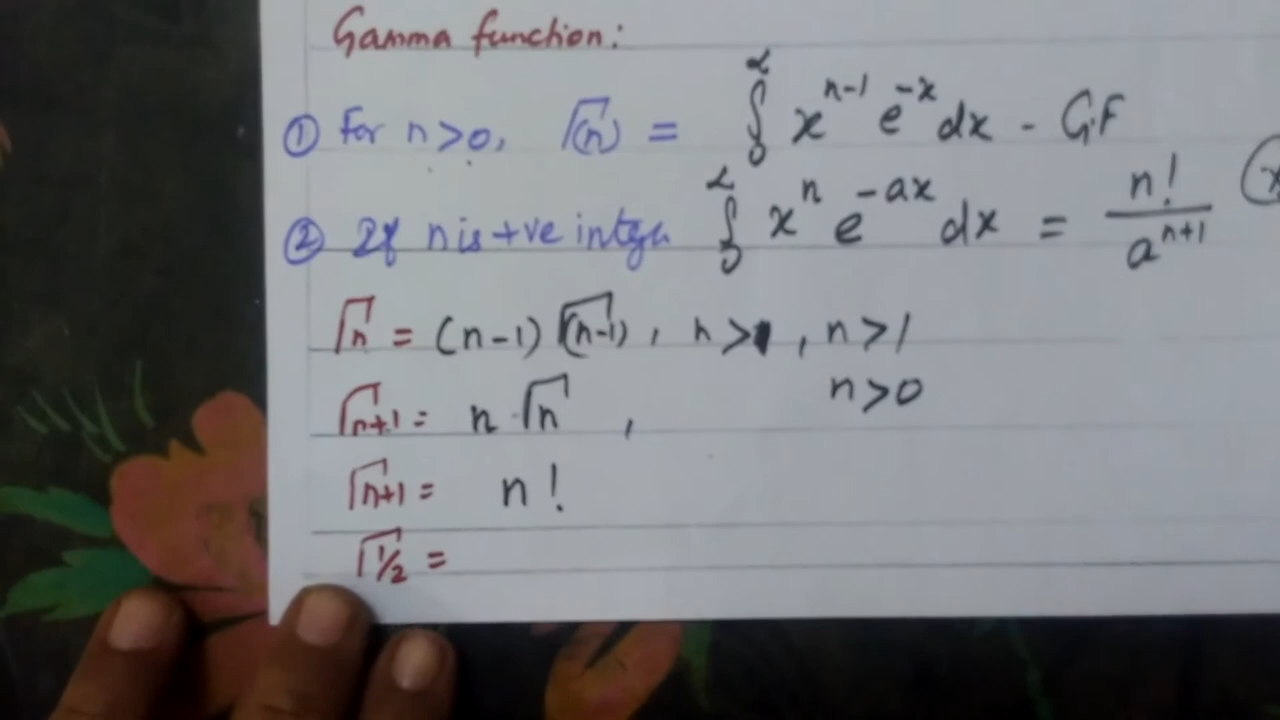 Gamma function:
① For n>0, Γ(n) = ∫₀^∝ x^(n-1) e^(-x) dx - G.F
② If n is +ve integer ∫₀^∝ x^n e^(-ax) dx = n! / a^(n+1)
Γn = (n-1) Γ(n-1), n>1, n>1
Γn+1 = n · Γn, n>0
Γn+1 = n!
Γ1/2 =